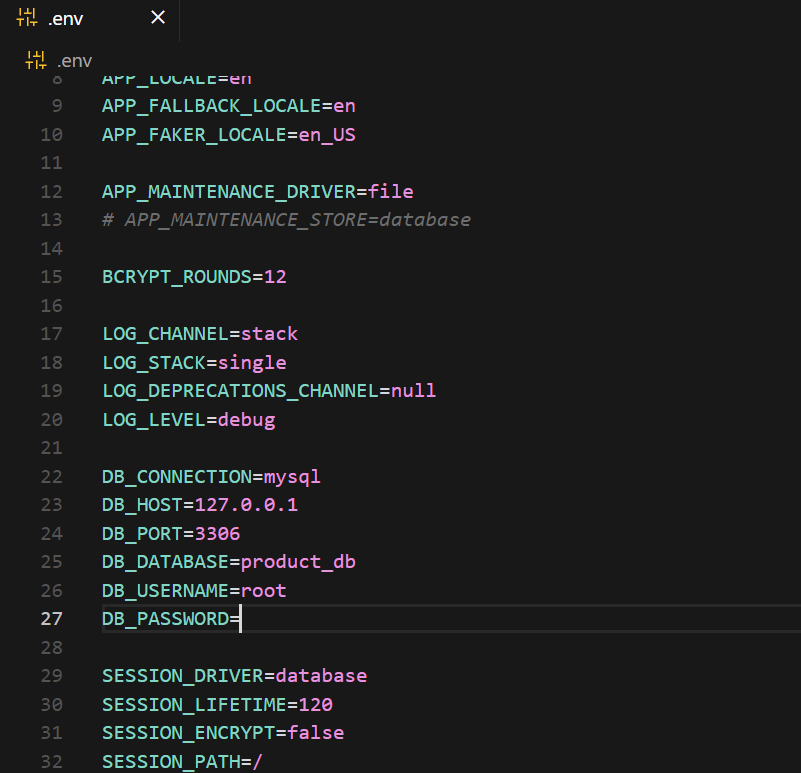 .env
.env
8 APP_LOCALE=en
9 APP_FALLBACK_LOCALE=en
10 APP_FAKER_LOCALE=en_US
11
12 APP_MAINTENANCE_DRIVER=file
13 # APP_MAINTENANCE_STORE=database
14
15 BCRYPT_ROUNDS=12
16
17 LOG_CHANNEL=stack
18 LOG_STACK=single
19 LOG_DEPRECATIONS_CHANNEL=null
20 LOG_LEVEL=debug
21
22 DB_CONNECTION=mysql
23 DB_HOST=127.0.0.1
24 DB_PORT=3306
25 DB_DATABASE=product_db
26 DB_USERNAME=root
27 DB_PASSWORD=
28
29 SESSION_DRIVER=database
30 SESSION_LIFETIME=120
31 SESSION_ENCRYPT=false
32 SESSION_PATH=/